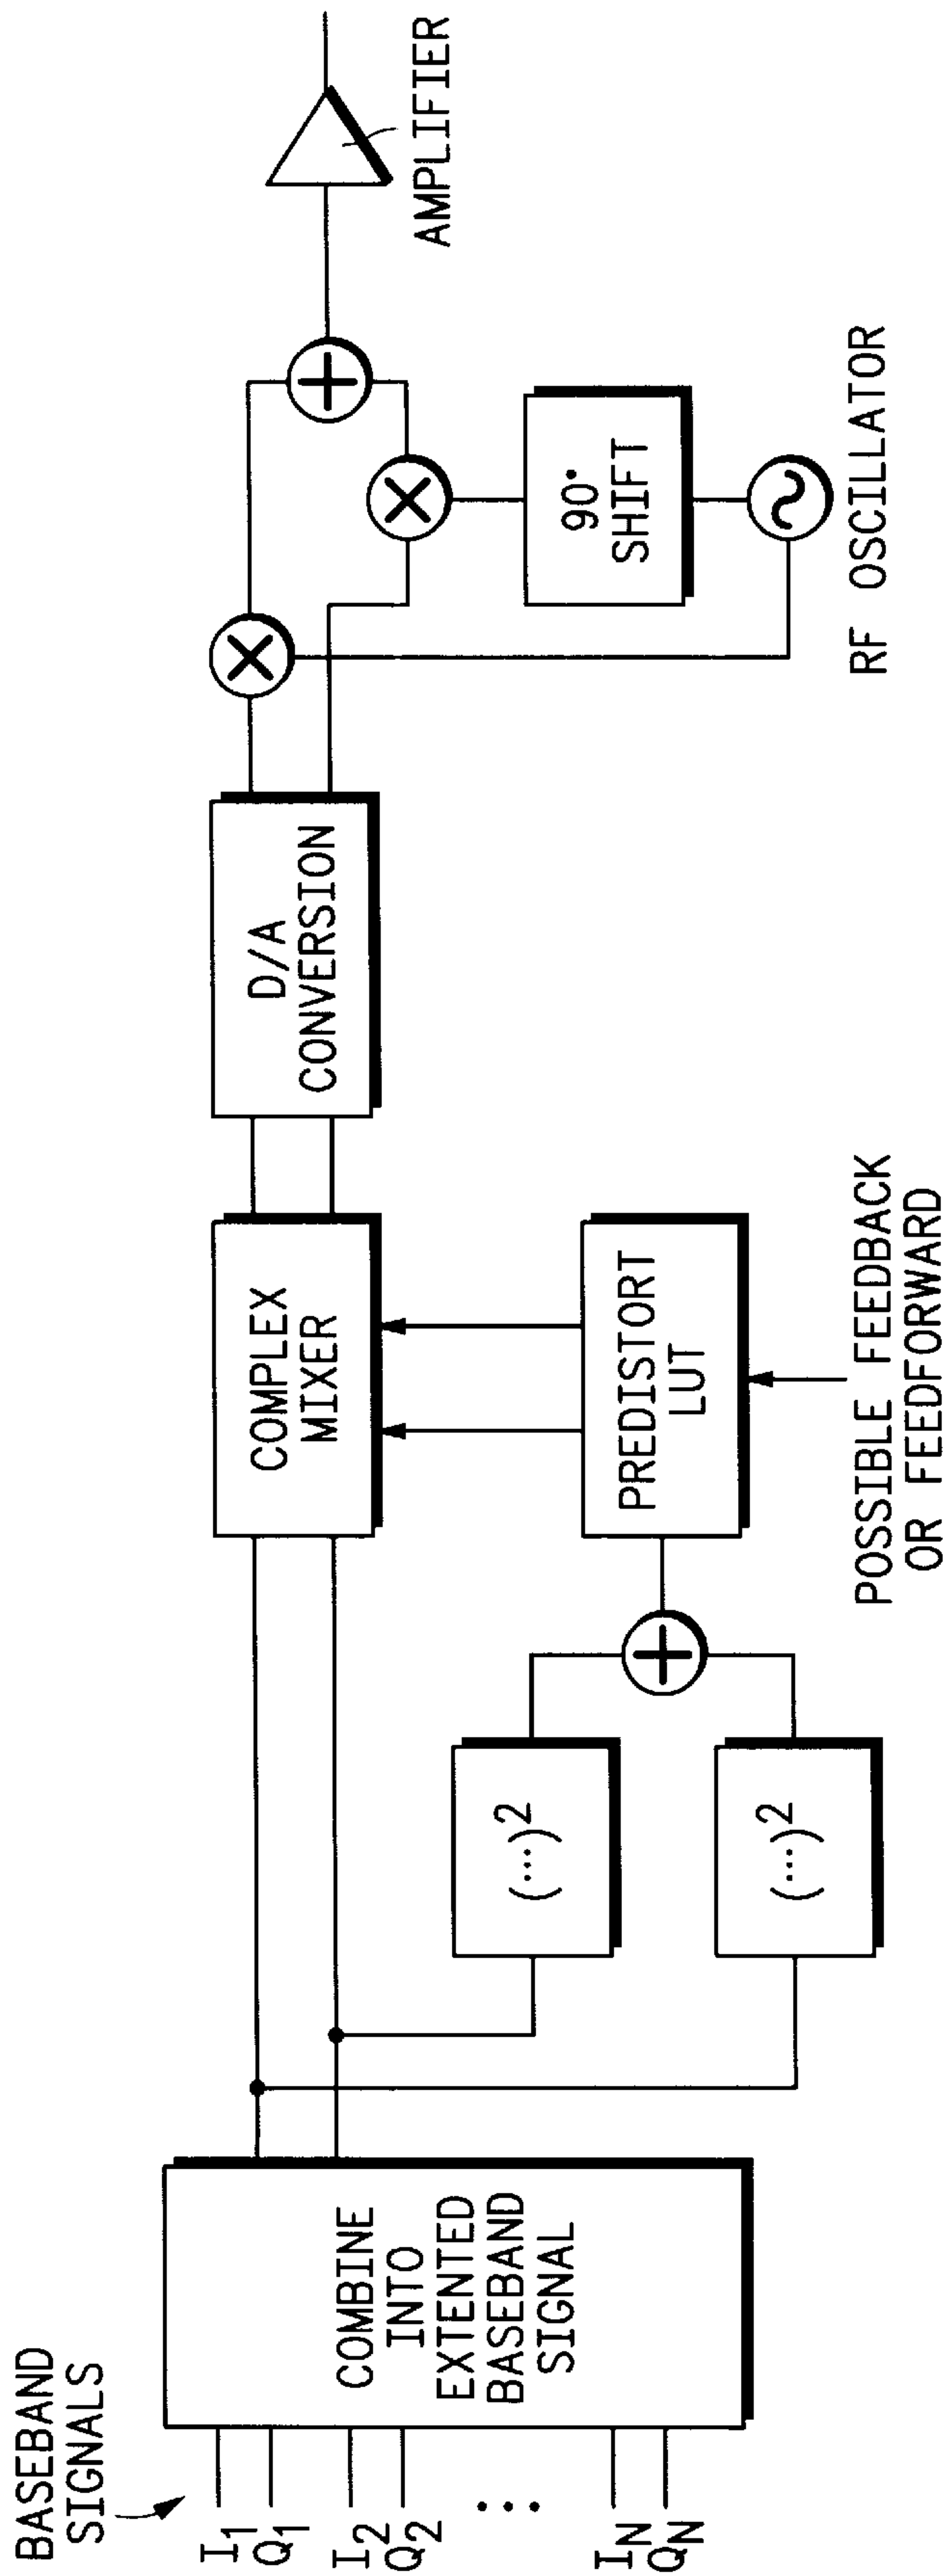 BASEBAND
SIGNALS
I1
Q1
I2
Q2
...
IN
QN
COMBINE
INTO
EXTENTED
BASEBAND
SIGNAL
(...)2
(...)2
COMPLEX
MIXER
PREDISTORT
LUT
POSSIBLE FEEDBACK
OR FEEDFORWARD
D/A
CONVERSION
90°
SHIFT
RF OSCILLATOR
AMPLIFIER